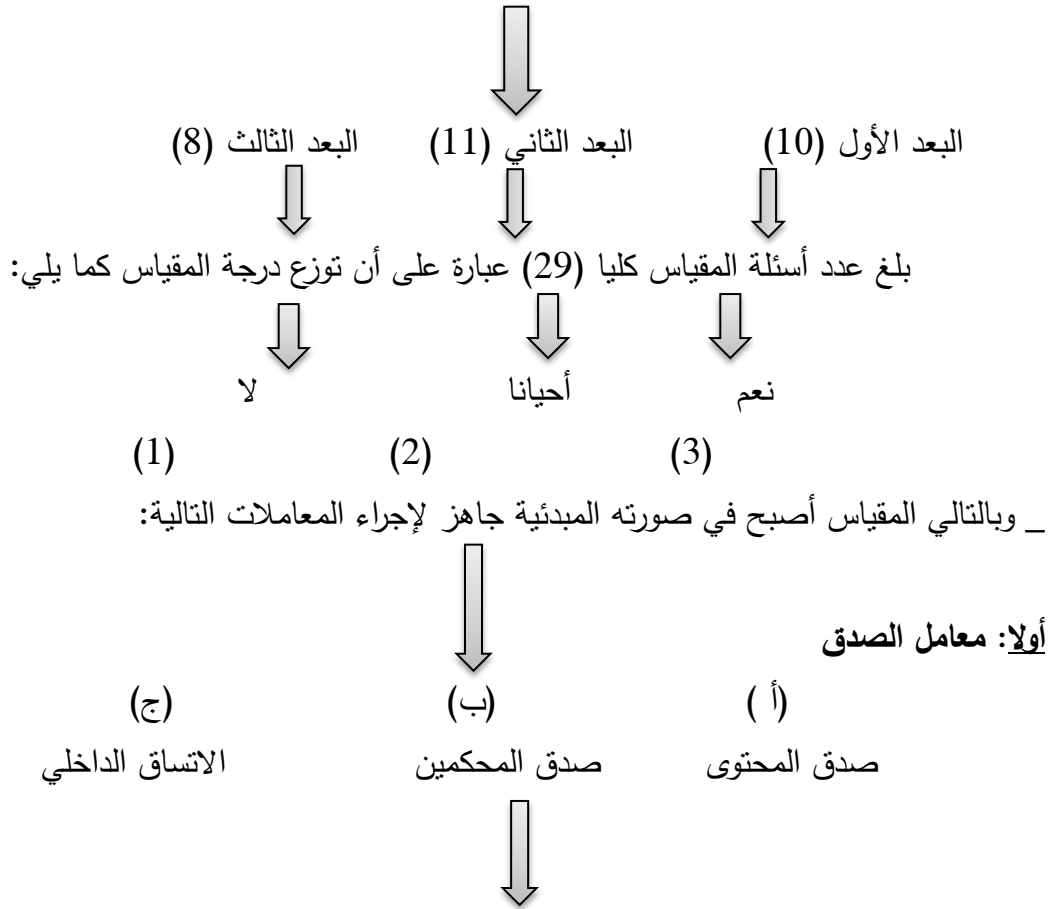 البعد الأول (10) البعد الثاني (11) البعد الثالث (8)
بلغ عدد أسئلة المقياس كليا (29) عبارة على أن توزع درجة المقياس كما يلي:
نعم أحيانا لا
(3) (2) (1)
_ وبالتالي المقياس أصبح في صورته المبدئية جاهز لإجراء المعاملات التالية:
أولا: معامل الصدق
(أ ) (ب) (ج)
صدق المحتوى صدق المحكمين الاتساق الداخلي